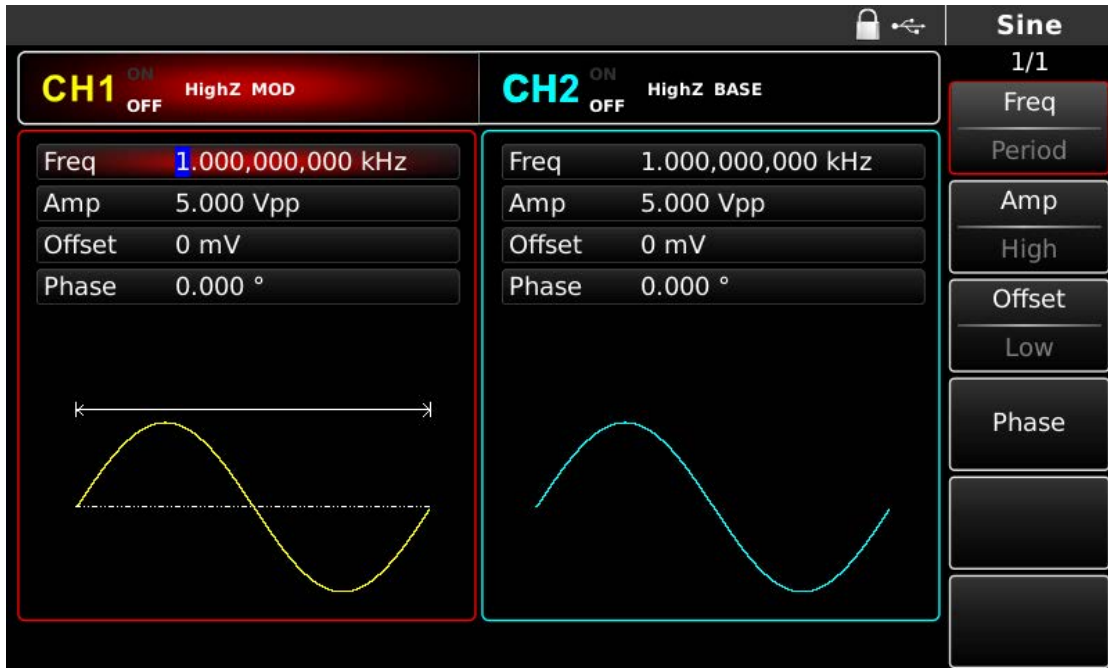 Sine
1/1
CH1 ON OFF HighZ MOD
CH2 ON OFF HighZ BASE
Freq 1.000,000,000 kHz
Amp 5.000 Vpp
Offset 0 mV
Phase 0.000 °
Freq 1.000,000,000 kHz
Amp 5.000 Vpp
Offset 0 mV
Phase 0.000 °
Freq
Period
Amp
High
Offset
Low
Phase